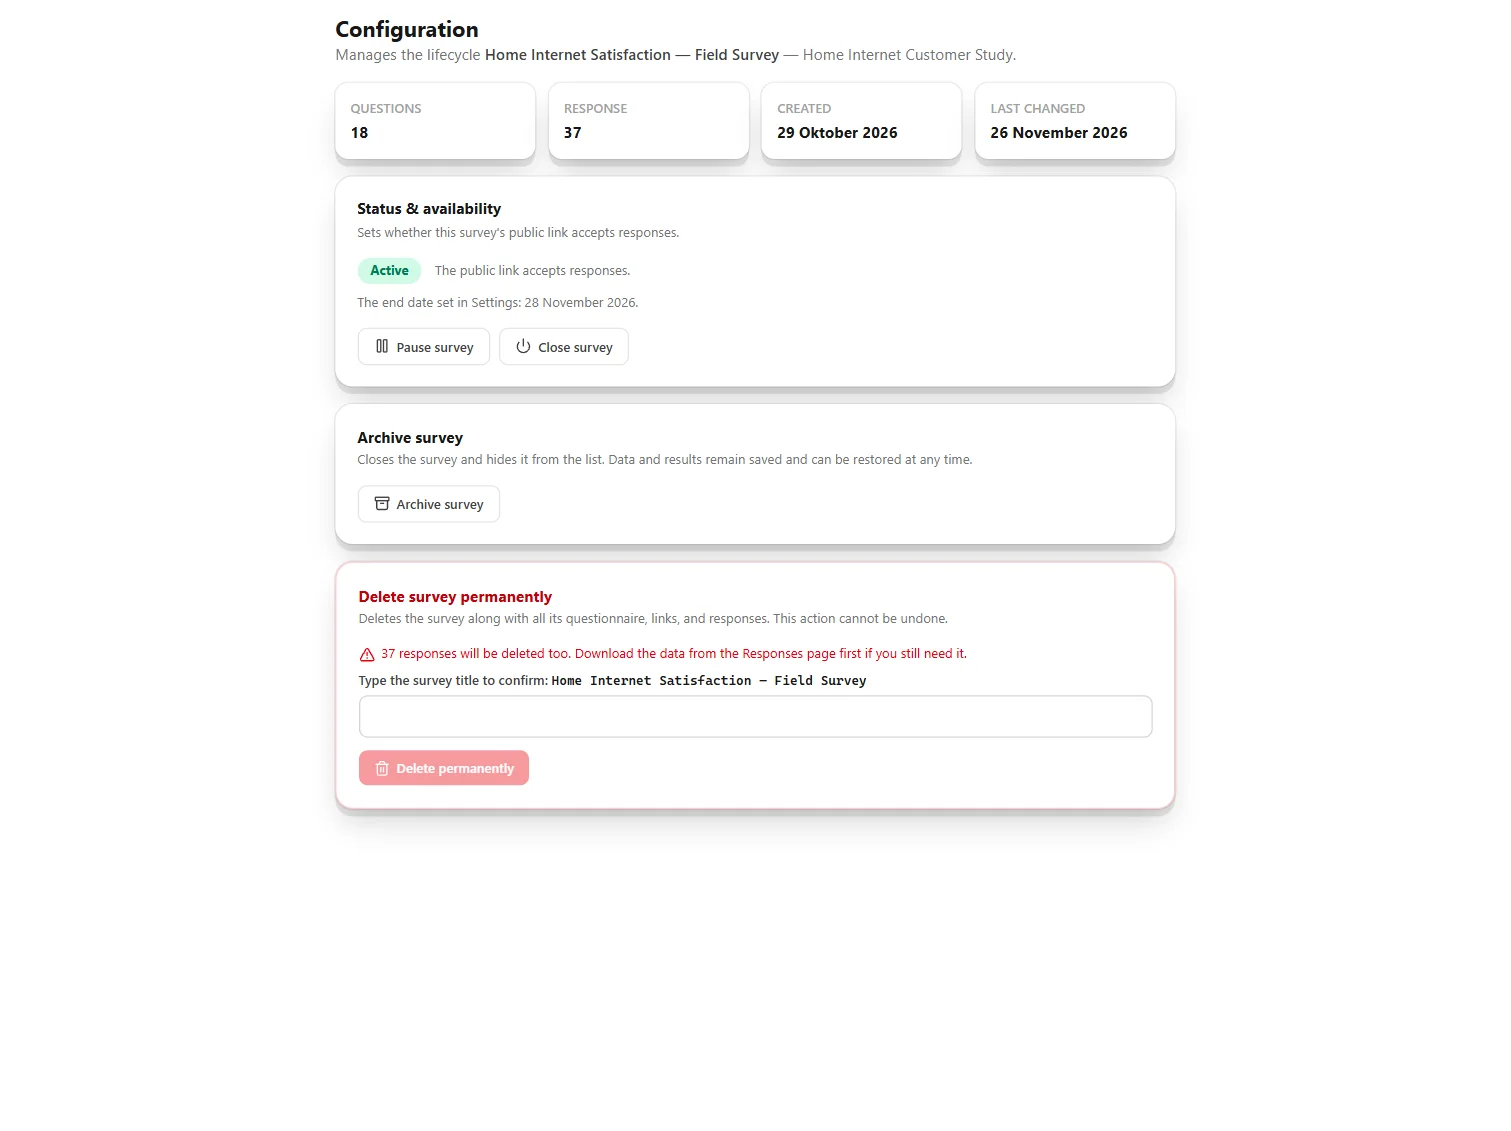 Configuration
Manages the lifecycle Home Internet Satisfaction — Field Survey — Home Internet Customer Study.
QUESTIONS
18
RESPONSE
37
CREATED
29 Oktober 2026
LAST CHANGED
26 November 2026
Status & availability
Sets whether this survey's public link accepts responses.
Active The public link accepts responses.
The end date set in Settings: 28 November 2026.
Pause survey Close survey
Archive survey
Closes the survey and hides it from the list. Data and results remain saved and can be restored at any time.
Archive survey
Delete survey permanently
Deletes the survey along with all its questionnaire, links, and responses. This action cannot be undone.
37 responses will be deleted too. Download the data from the Responses page first if you still need it.
Type the survey title to confirm: Home Internet Satisfaction — Field Survey
Delete permanently